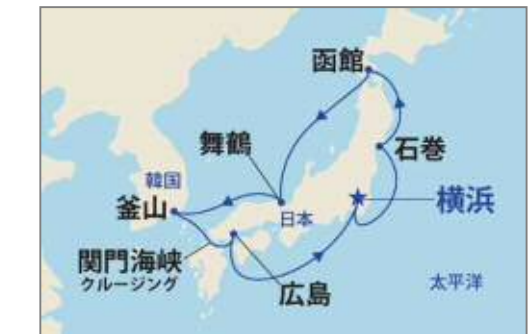 函館
舞鶴
石巻
韓国
釜山
横浜
日本
関門海峡
クルージング
広島
太平洋